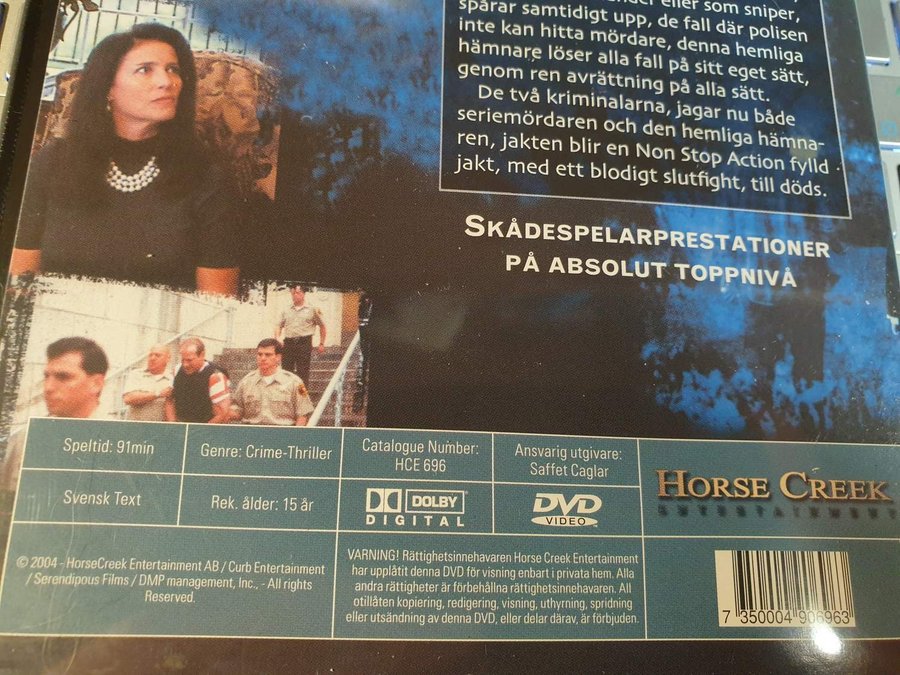 eller som sniper,
spårar samtidigt upp, de fall där polisen
inte kan hitta mördare, denna hemliga
hämnare löser alla fall på sitt eget sätt,
genom ren avrättning på alla sätt.
De två kriminalarna, jagar nu både
seriemördaren och den hemliga hämna-
ren, jakten blir en Non Stop Action fylld
jakt, med ett blodigt slutfight, till döds.
SKÅDESPELARPRESTATIONER
PÅ ABSOLUT TOPPNIVÅ
Speltid: 91min
Genre: Crime-Thriller
Catalogue Number:
HCE 696
Ansvarig utgivare:
Saffet Caglar
Svensk Text
Rek. ålder: 15 år
DOLBY
DIGITAL
DVD
VIDEO
HORSE CREEK
ENTERTAINMENT
© 2004 - HorseCreek Entertainment AB / Curb Entertainment
/ Serendipous Films / DMP management, Inc., - All rights
Reserved.
VARNING! Rättighetsinnehavaren Horse Creek Entertainment
har upplåtit denna DVD för visning enbart i privata hem. Alla
andra rättigheter är förbehållna rättighetsinnehavaren. All
otillåten kopiering, redigering, visning, uthyrning, spridning
eller utsändning av denna DVD, eller delar därav, är förbjuden.
7 350004 906963